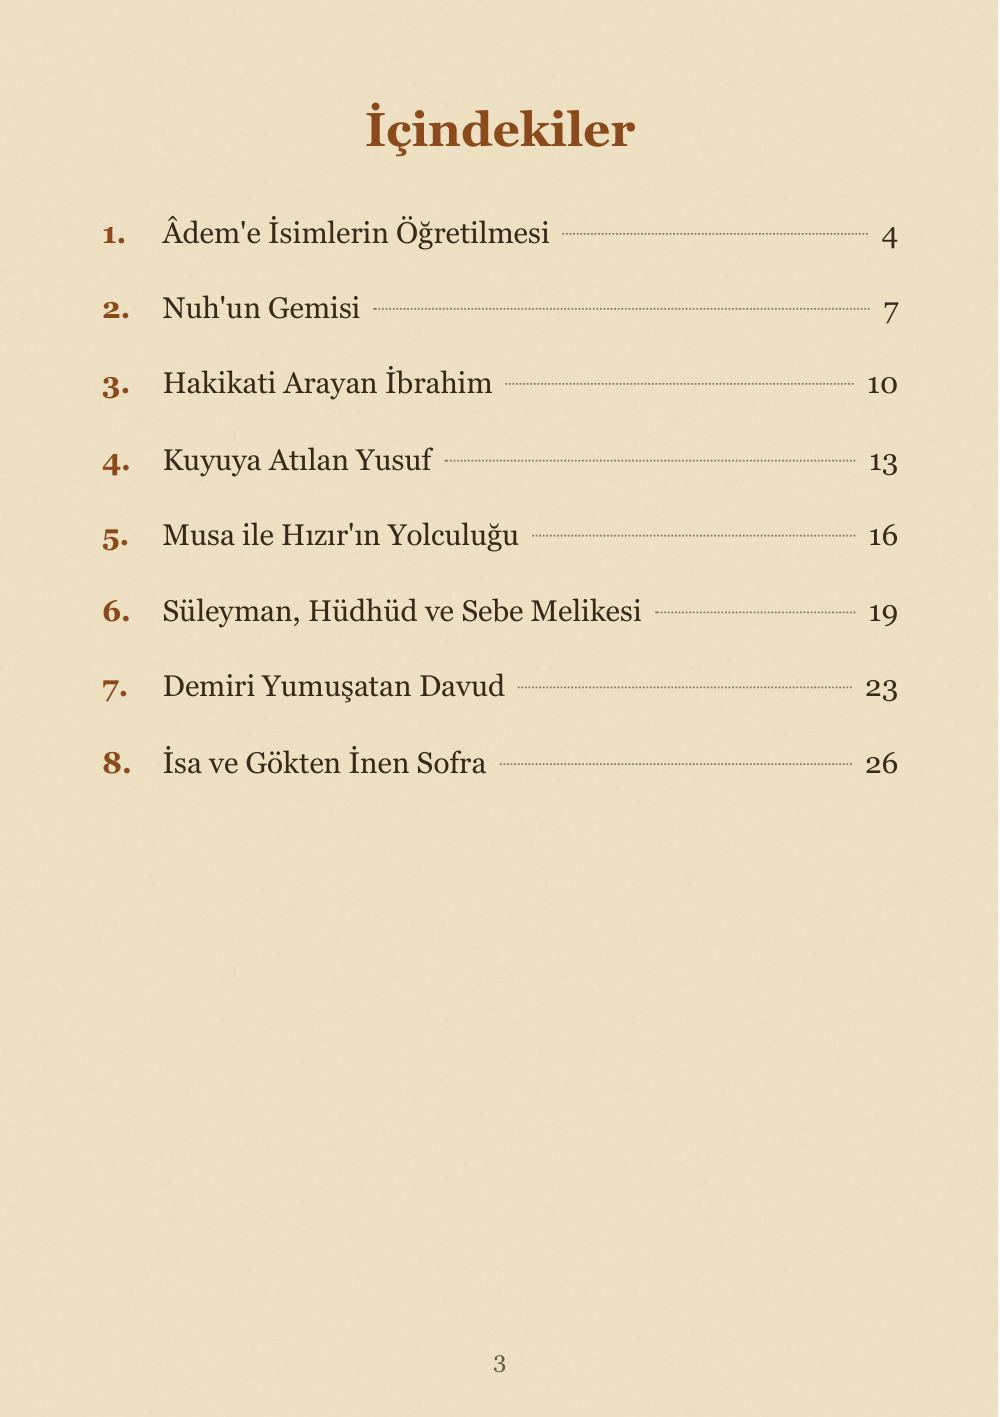 İçindekiler
1. Âdem'e İsimlerin Öğretilmesi 4
2. Nuh'un Gemisi 7
3. Hakikati Arayan İbrahim 10
4. Kuyuya Atılan Yusuf 13
5. Musa ile Hızır'ın Yolculuğu 16
6. Süleyman, Hüdhüd ve Sebe Melikesi 19
7. Demiri Yumuşatan Davud 23
8. İsa ve Gökten İnen Sofra 26
3